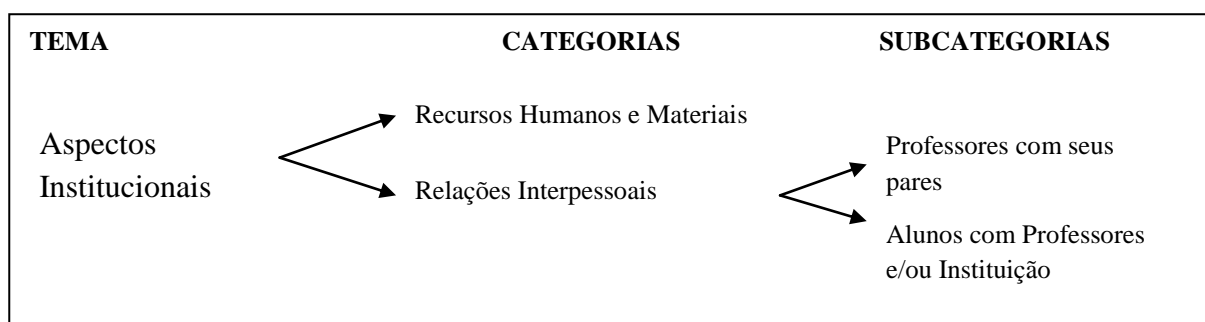 TEMA CATEGORIAS SUBCATEGORIAS
Aspectos
Institucionais
Recursos Humanos e Materiais
Relações Interpessoais
Professores com seus
pares
Alunos com Professores
e/ou Instituição